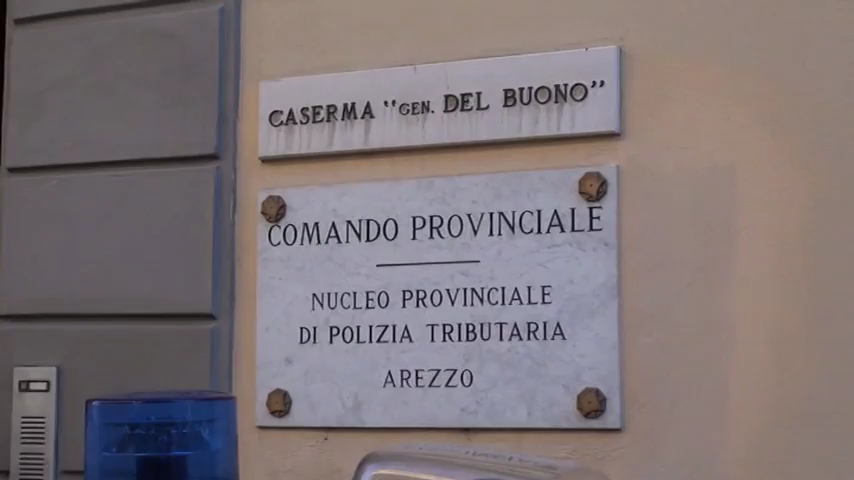 CASERMA "GEN. DEL BUONO"
COMANDO PROVINCIALE
NUCLEO PROVINCIALE
DI POLIZIA TRIBUTARIA
AREZZO